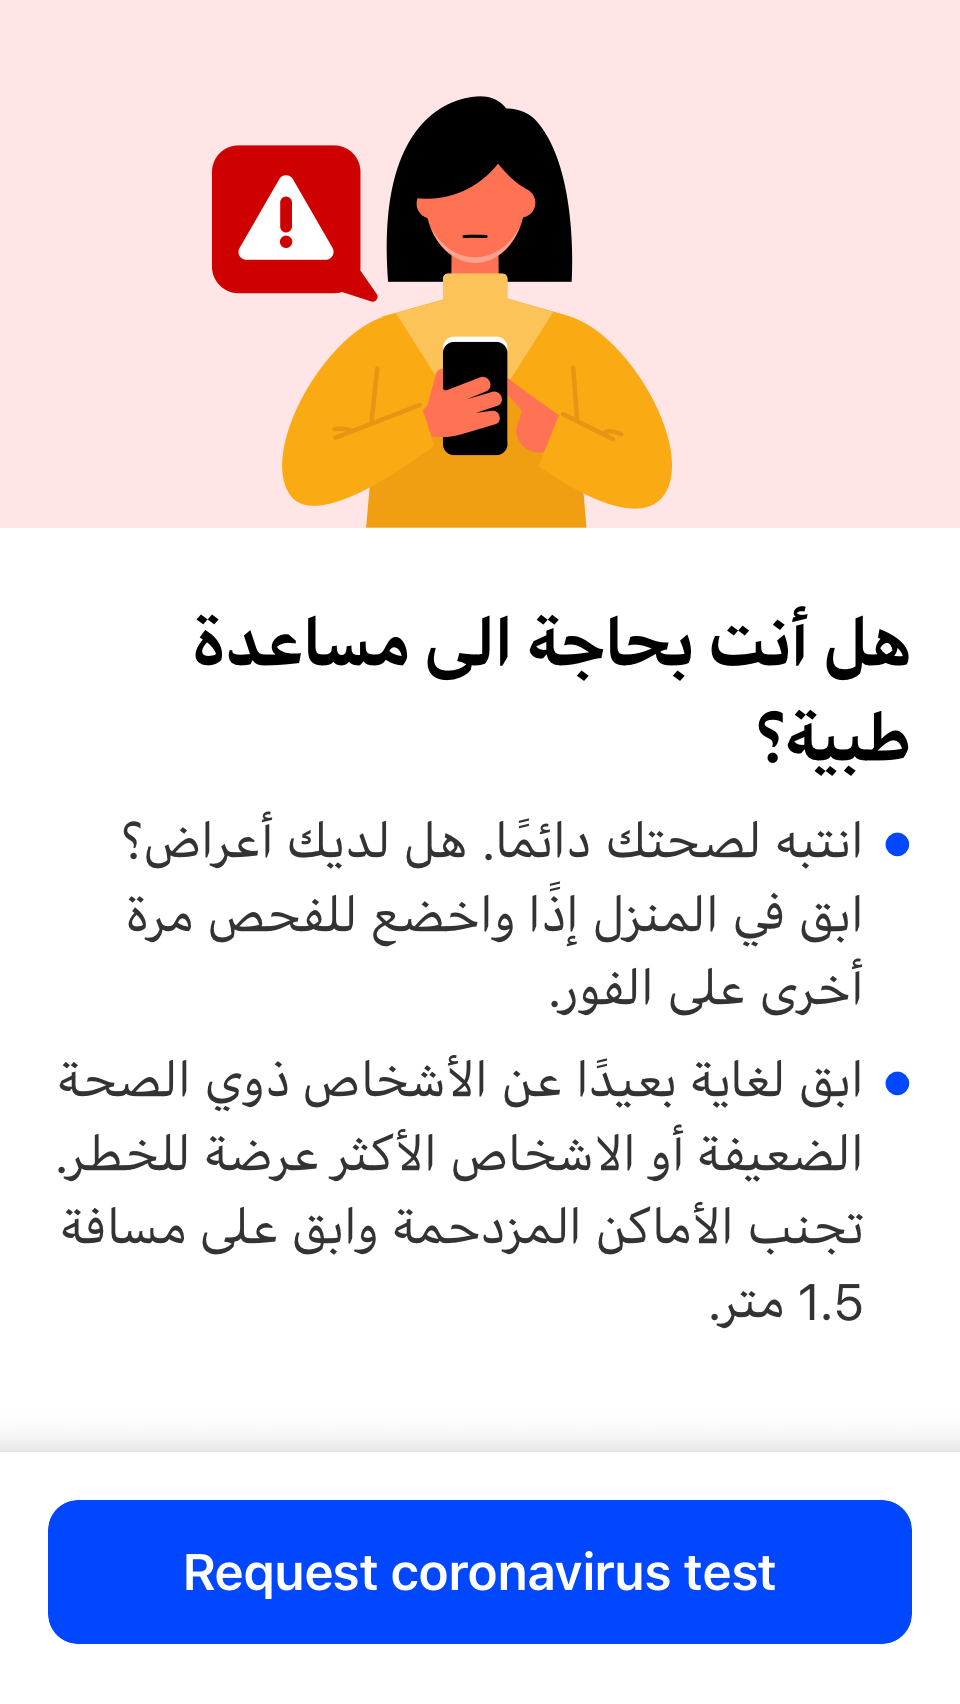 هل أنت بحاجة الى مساعدة
طبية؟
انتبه لصحتك دائمًا. هل لديك أعراض؟
ابق في المنزل إذًا واخضع للفحص مرة
أخرى على الفور.
ابق لغاية بعيدًا عن الأشخاص ذوي الصحة
الضعيفة أو الاشخاص الأكثر عرضة للخطر.
تجنب الأماكن المزدحمة وابق على مسافة
1.5 متر.
Request coronavirus test